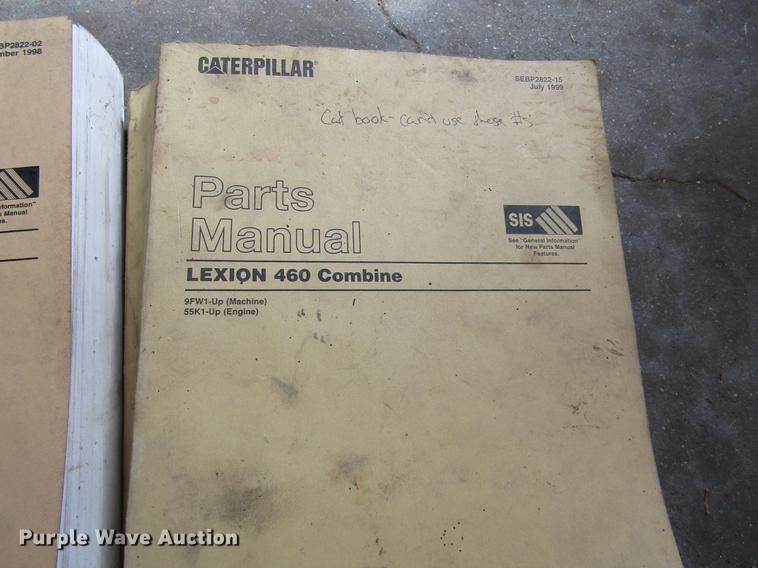 BP2822-02
mber 1998
nformation"
s Manual
es.
CATERPILLAR®
SEBP2822-15
July 1999
Cat book - can't use these #s
Parts
Manual
SIS
See "General Information"
for New Parts Manual
Features.
LEXION 460 Combine
9FW1-Up (Machine)
55K1-Up (Engine)
Purple Wave Auction